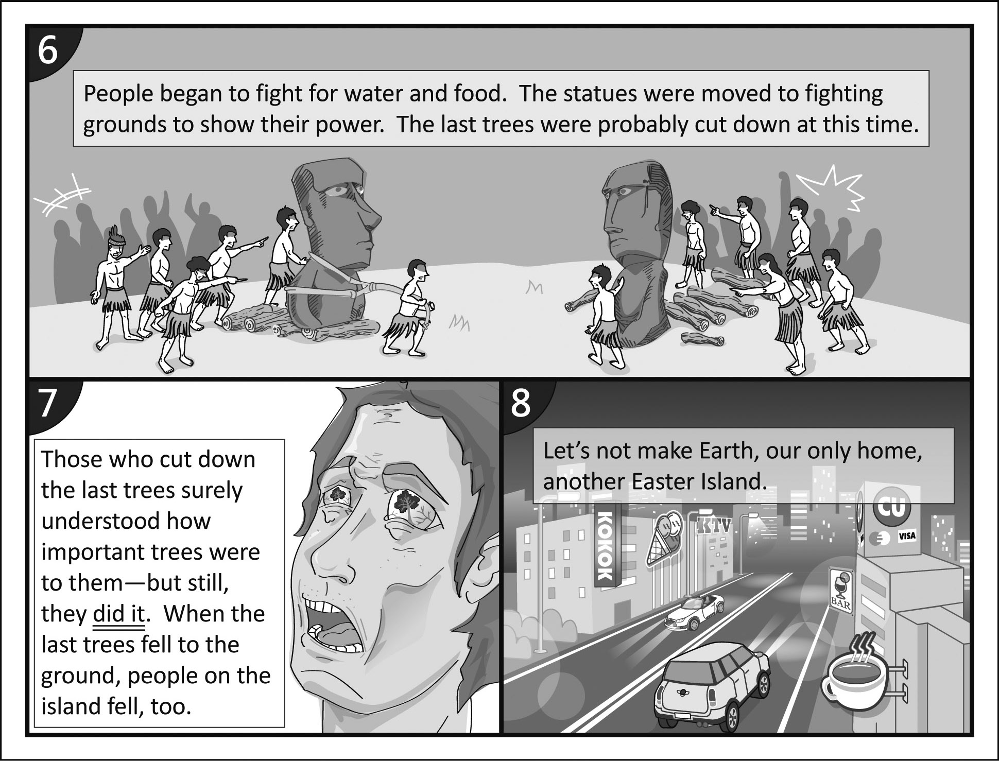 6
People began to fight for water and food.  The statues were moved to fighting
grounds to show their power.  The last trees were probably cut down at this time.
7
Those who cut down
the last trees surely
understood how
important trees were
to them—but still,
they did it.  When the
last trees fell to the
ground, people on the
island fell, too.
8
Let’s not make Earth, our only home,
another Easter Island.
KOKOK
KTV
CU
VISA
BAR